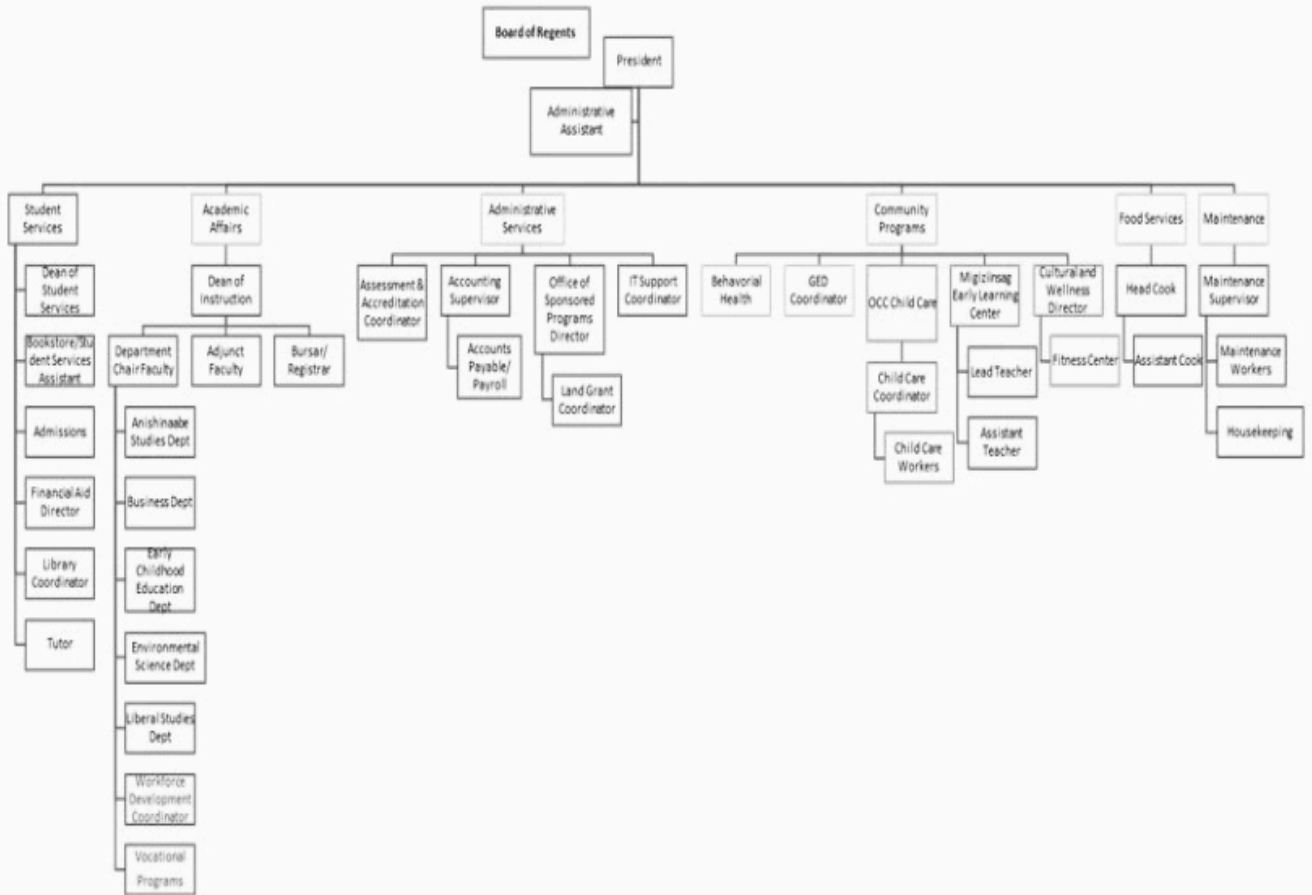 Board of Regents
President
Administrative
Assistant
Student
Services
Academic
Affairs
Administrative
Services
Community
Programs
Food Services
Maintenance
Dean of
Student
Services
Bookstore/Stu
dent Services
Assistant
Admissions
Financial Aid
Director
Library
Coordinator
Tutor
Dean of
Instruction
Department
Chair Faculty
Adjunct
Faculty
Bursar/
Registrar
Anishinaabe
Studies Dept
Business Dept
Early
Childhood
Education
Dept
Environmental
Science Dept
Liberal Studies
Dept
Workforce
Development
Coordinator
Vocational
Programs
Assessment &
Accreditation
Coordinator
Accounting
Supervisor
Accounts
Payable/
Payroll
Office of
Sponsored
Programs
Director
Land Grant
Coordinator
IT Support
Coordinator
Behavorial
Health
GED
Coordinator
OCC Child Care
Child Care
Coordinator
Child Care
Workers
Migizinsag
Early Learning
Center
Lead Teacher
Assistant
Teacher
Cultural and
Wellness
Director
Fitness Center
Head Cook
Assistant Cook
Maintenance
Supervisor
Maintenance
Workers
Housekeeping